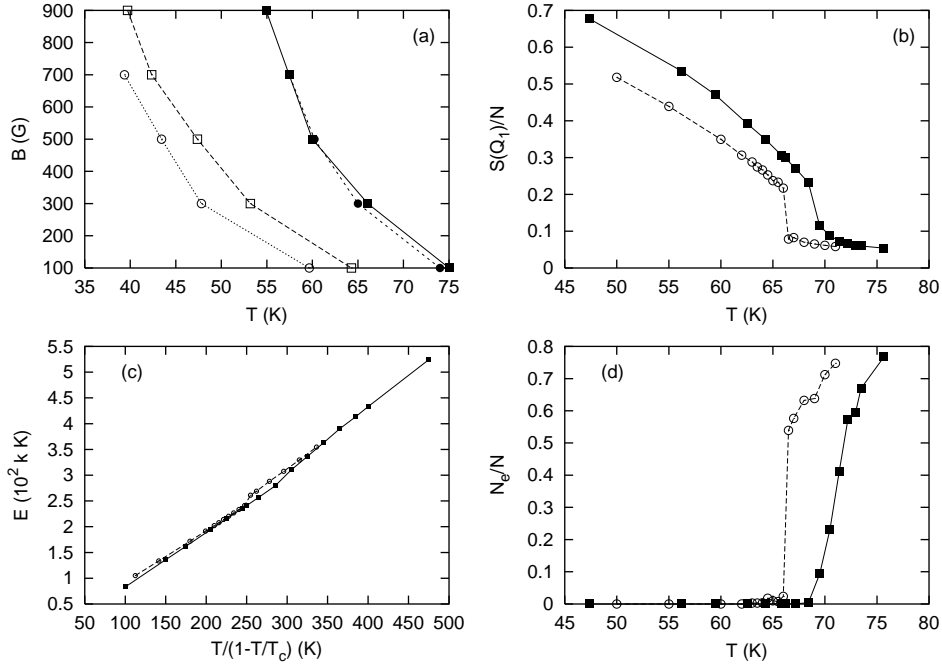 900
800
700
600
500
400
300
200
100
B (G)
(a)
35 40 45 50 55 60 65 70 75
T (K)
0.7
0.6
0.5
0.4
0.3
0.2
0.1
0
S(Q1)/N
(b)
45 50 55 60 65 70 75 80
T (K)
5.5
5
4.5
4
3.5
3
2.5
2
1.5
1
0.5
E (10^2 k K)
(c)
50 100 150 200 250 300 350 400 450 500
T/(1-T/Tc) (K)
0.8
0.7
0.6
0.5
0.4
0.3
0.2
0.1
0
Ne/N
(d)
45 50 55 60 65 70 75 80
T (K)